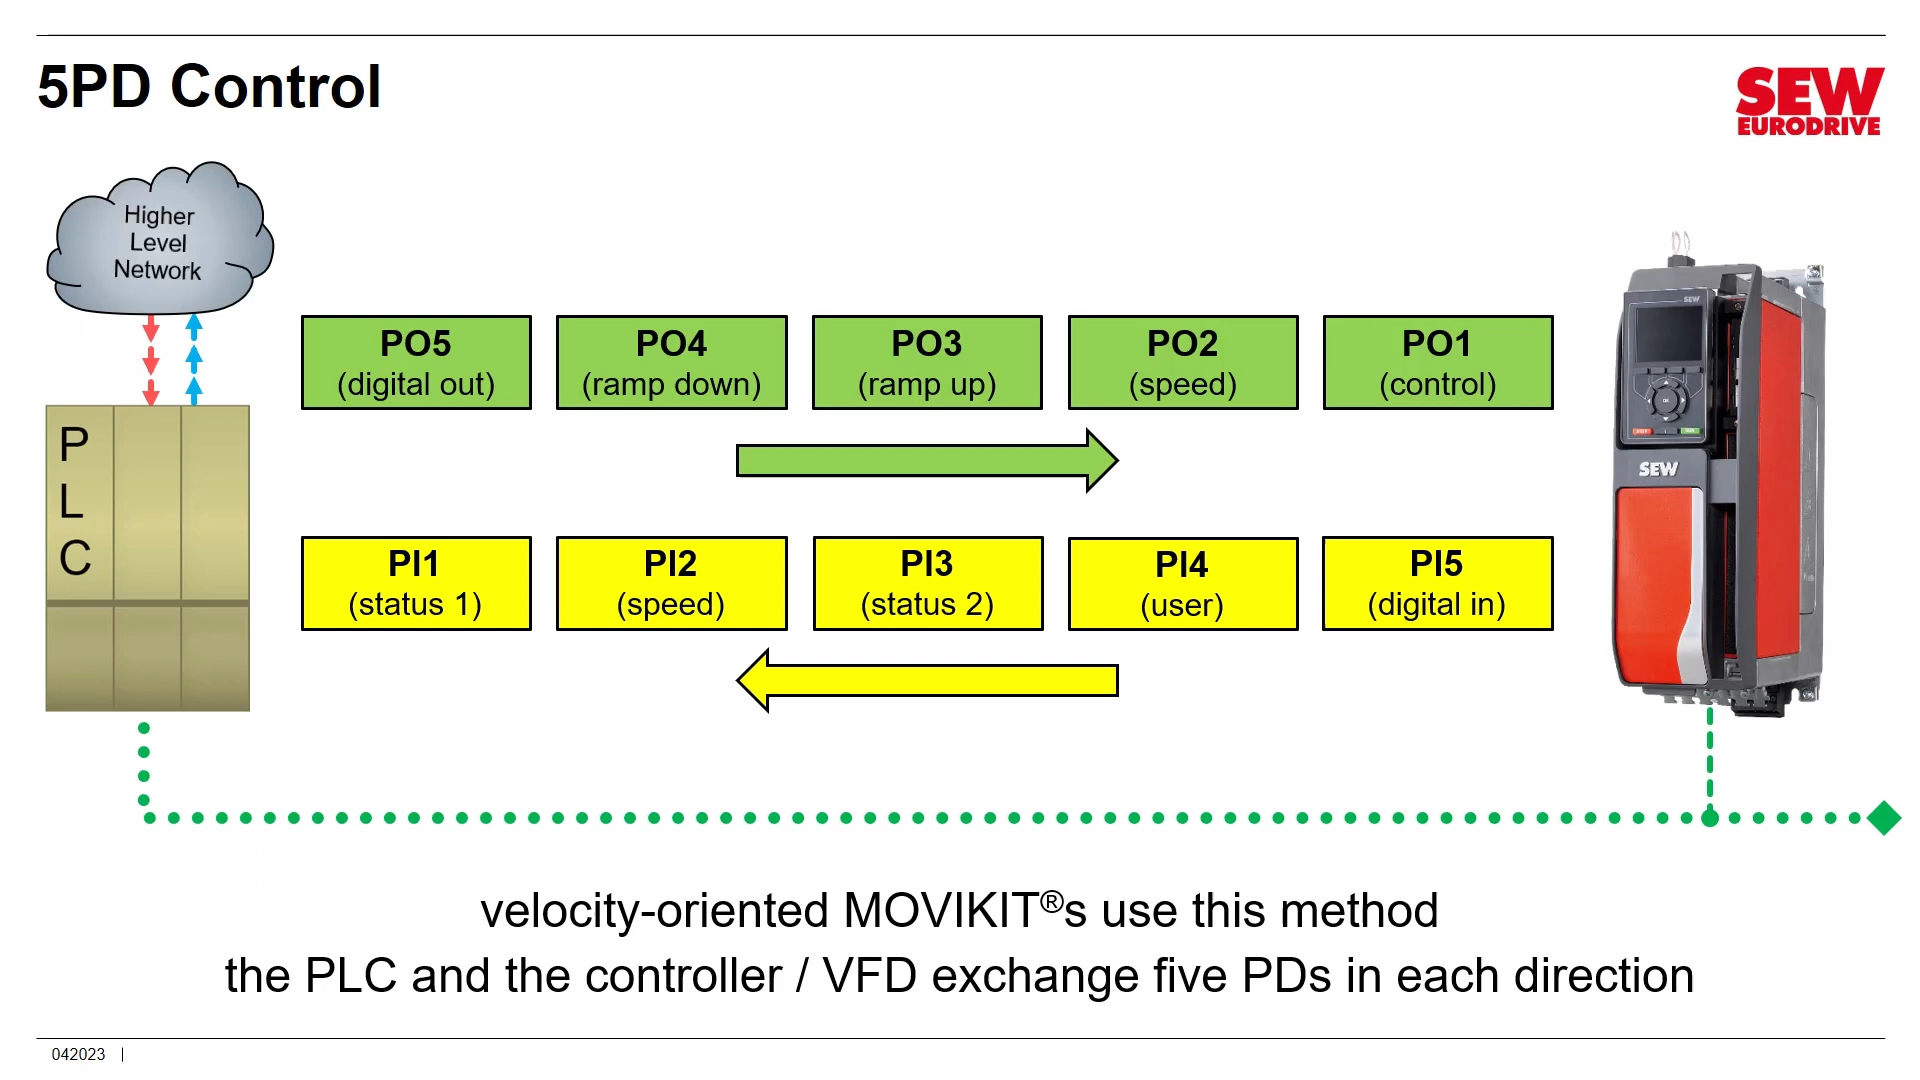 5PD Control
SEW
EURODRIVE
Higher
Level
Network
PO5
(digital out)
PO4
(ramp down)
PO3
(ramp up)
PO2
(speed)
PO1
(control)
P
L
C
PI1
(status 1)
PI2
(speed)
PI3
(status 2)
PI4
(user)
PI5
(digital in)
SEW
OK
SEW
velocity-oriented MOVIKIT®s use this method
the PLC and the controller / VFD exchange five PDs in each direction
042023 |